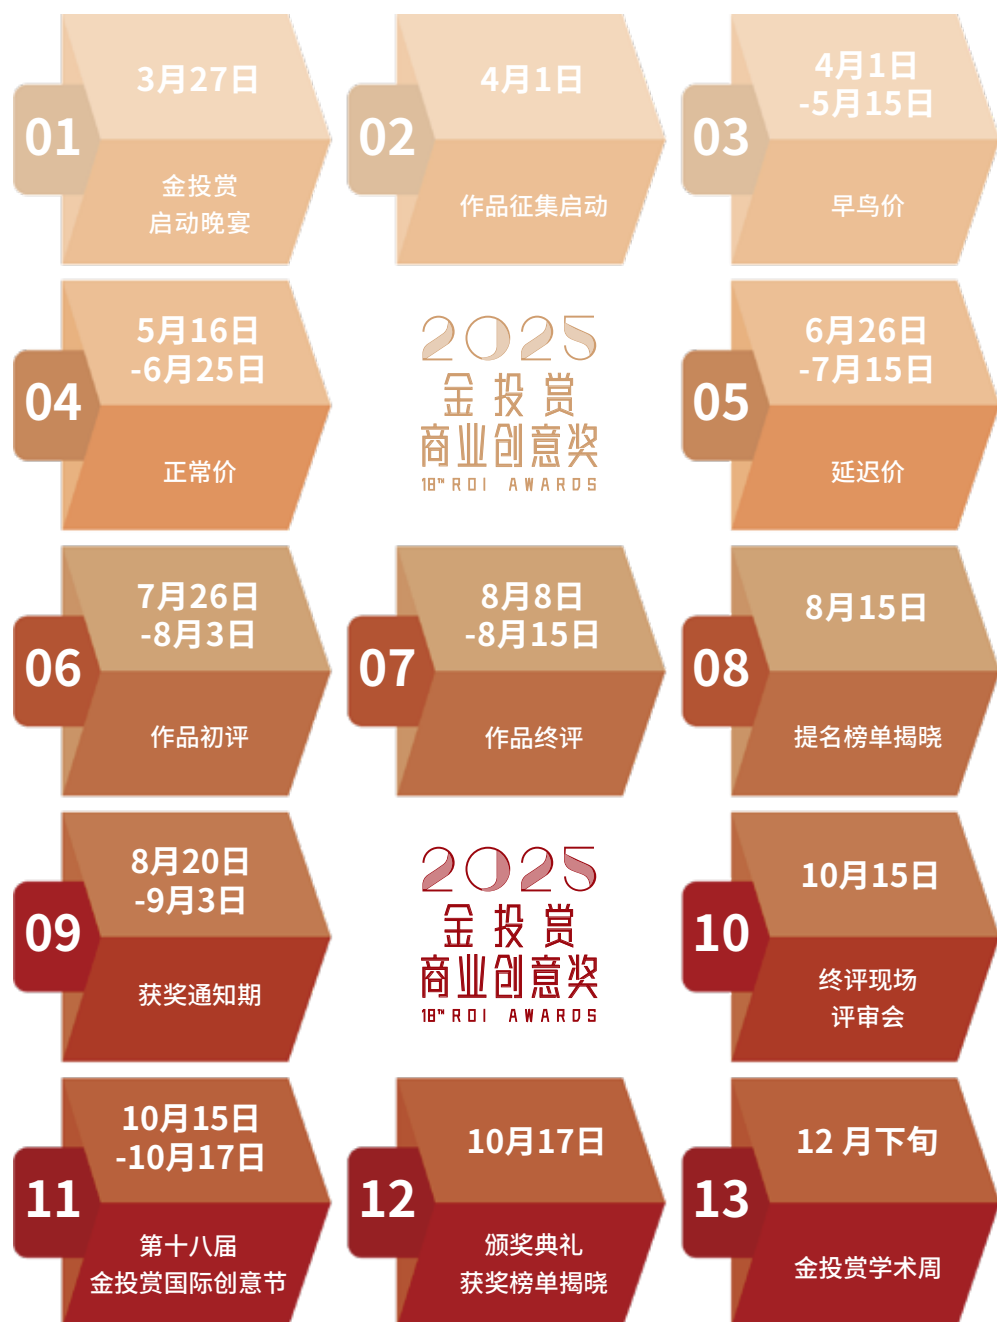 01
3月27日
金投赏
启动晚宴
02
4月1日
作品征集启动
03
4月1日
-5月15日
早鸟价
04
5月16日
-6月25日
正常价
2025
金投赏
商业创意奖
18TH ROI AWARDS
05
6月26日
-7月15日
延迟价
06
7月26日
-8月3日
作品初评
07
8月8日
-8月15日
作品终评
08
8月15日
提名榜单揭晓
09
8月20日
-9月3日
获奖通知期
2025
金投赏
商业创意奖
18TH ROI AWARDS
10
10月15日
终评现场
评审会
11
10月15日
-10月17日
第十八届
金投赏国际创意节
12
10月17日
颁奖典礼
获奖榜单揭晓
13
12 月下旬
金投赏学术周